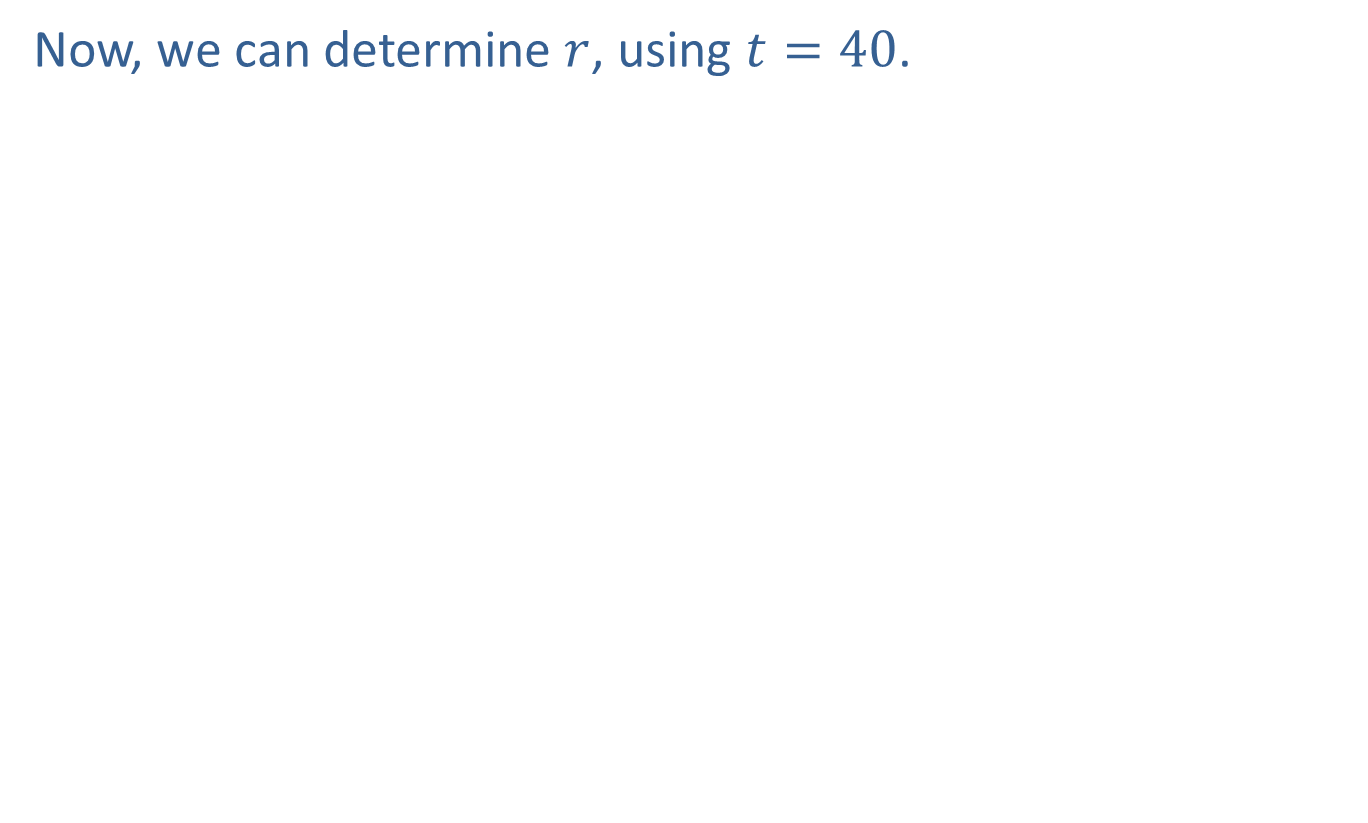 Now, we can determine r, using t = 40.